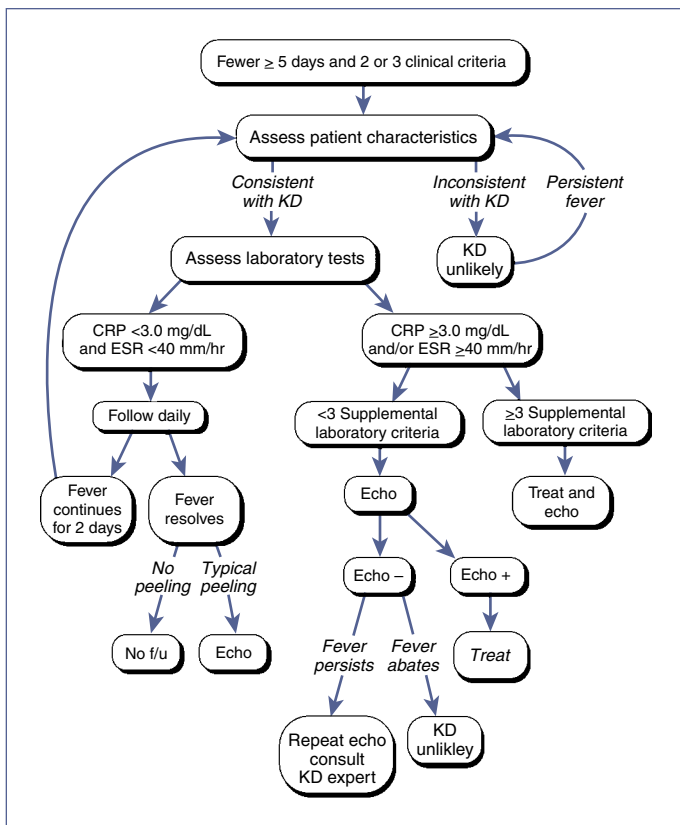 Fewer ≥ 5 days and 2 or 3 clinical criteria
Assess patient characteristics
Consistent
with KD
Inconsistent
with KD
Persistent
fever
KD
unlikely
Assess laboratory tests
CRP <3.0 mg/dL
and ESR <40 mm/hr
CRP ≥3.0 mg/dL
and/or ESR ≥40 mm/hr
Follow daily
<3 Supplemental
laboratory criteria
≥3 Supplemental
laboratory criteria
Fever
continues
for 2 days
Fever
resolves
Echo
Treat and
echo
No
peeling
Typical
peeling
Echo –
Echo +
No f/u
Echo
Fever
persists
Fever
abates
Treat
Repeat echo
consult
KD expert
KD
unlikley